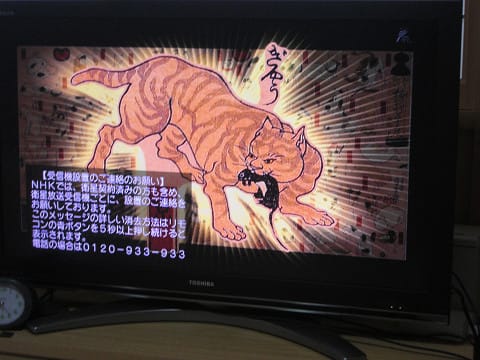 ぎゆう
【受信機設置のご連絡のお願い】
NHKでは、衛星契約済みの方も含め、
衛星放送受信機ごとに、設置のご連絡を
お願いしております。
このメッセージの詳しい消去方法はリモ
コンの青ボタンを5秒以上押し続けると
表示されます。
電話の場合は0120-933-933
TOSHIBA